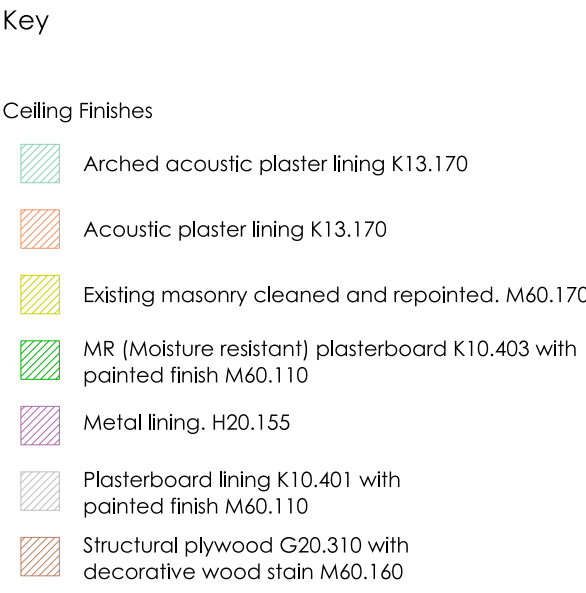 Key
Ceiling Finishes
Arched acoustic plaster lining K13.170
Acoustic plaster lining K13.170
Existing masonry cleaned and repointed. M60.170
MR (Moisture resistant) plasterboard K10.403 with
painted finish M60.110
Metal lining. H20.155
Plasterboard lining K10.401 with
painted finish M60.110
Structural plywood G20.310 with
decorative wood stain M60.160